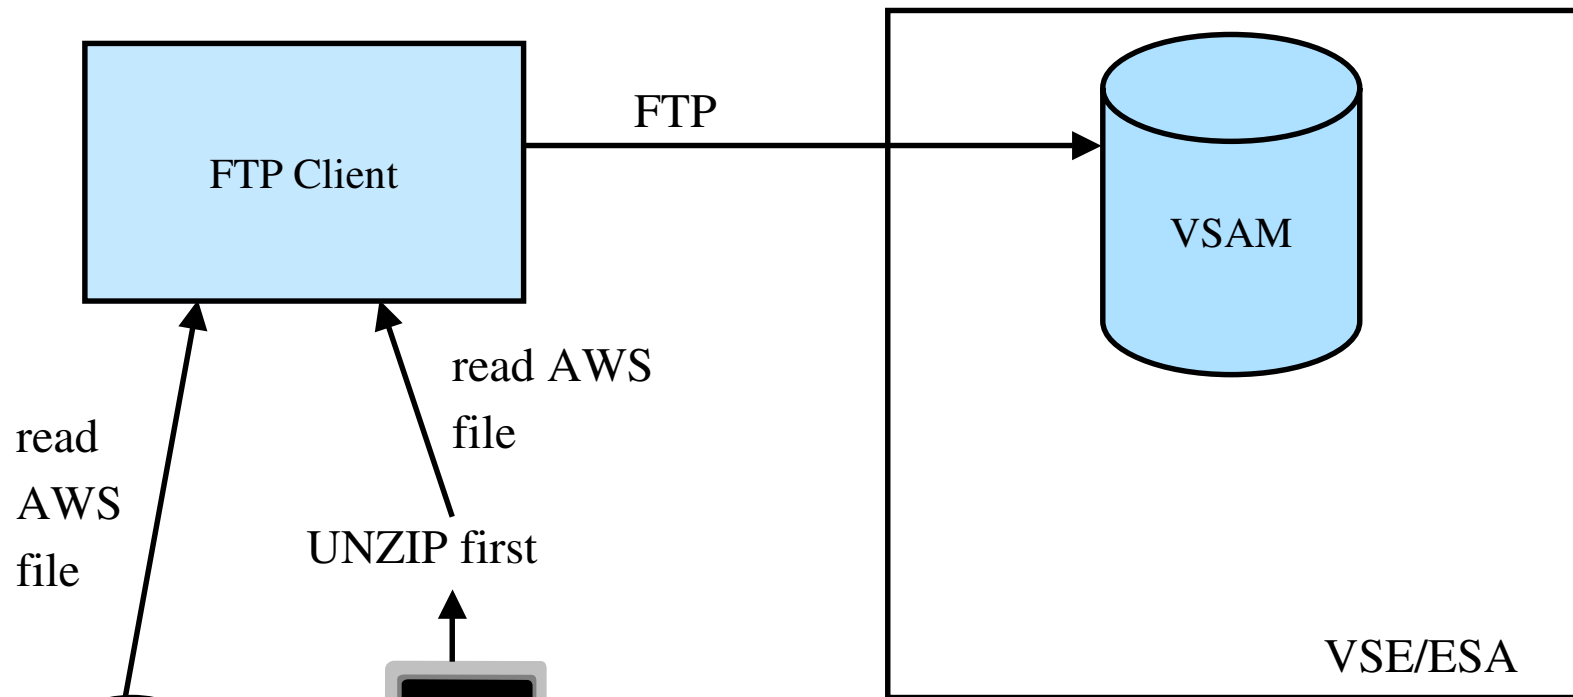 FTP
FTP Client
VSAM
read AWS
file
read
AWS
file
UNZIP first
VSE/ESA